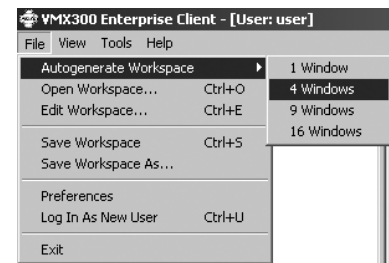 VMX300 Enterprise Client - [User: user]
File View Tools Help
Autogenerate Workspace
1 Window
4 Windows
9 Windows
16 Windows
Open Workspace... Ctrl+O
Edit Workspace... Ctrl+E
Save Workspace Ctrl+S
Save Workspace As...
Preferences
Log In As New User Ctrl+U
Exit